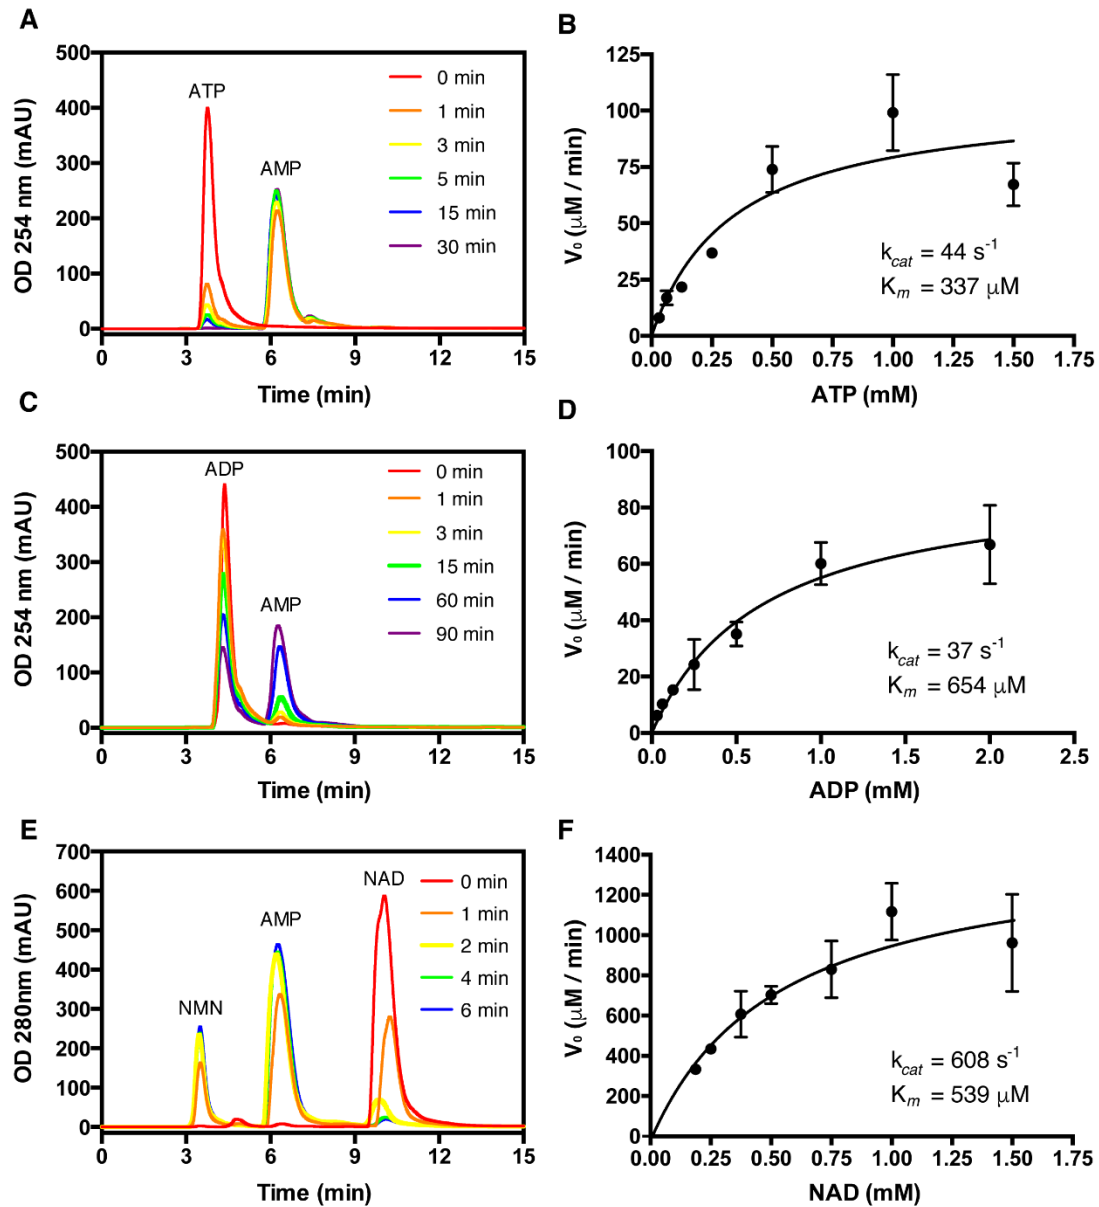 A
OD 254 nm (mAU)
500
400
300
200
100
0
ATP
AMP
0 min
1 min
3 min
5 min
15 min
30 min
0 3 6 9 12 15
Time (min)
B
V₀ (μM / min)
125
100
75
50
25
0
k_cat = 44 s⁻¹
K_m = 337 μM
0.00 0.25 0.50 0.75 1.00 1.25 1.50 1.75
ATP (mM)
C
OD 254 nm (mAU)
500
400
300
200
100
0
ADP
AMP
0 min
1 min
3 min
15 min
60 min
90 min
0 3 6 9 12 15
Time (min)
D
V₀ (μM / min)
100
80
60
40
20
0
k_cat = 37 s⁻¹
K_m = 654 μM
0.0 0.5 1.0 1.5 2.0 2.5
ADP (mM)
E
OD 280nm (mAU)
700
600
500
400
300
200
100
0
NMN
AMP
NAD
0 min
1 min
2 min
4 min
6 min
0 3 6 9 12 15
Time (min)
F
V₀ (μM / min)
1400
1200
1000
800
600
400
200
0
k_cat = 608 s⁻¹
K_m = 539 μM
0.00 0.25 0.50 0.75 1.00 1.25 1.50 1.75
NAD (mM)